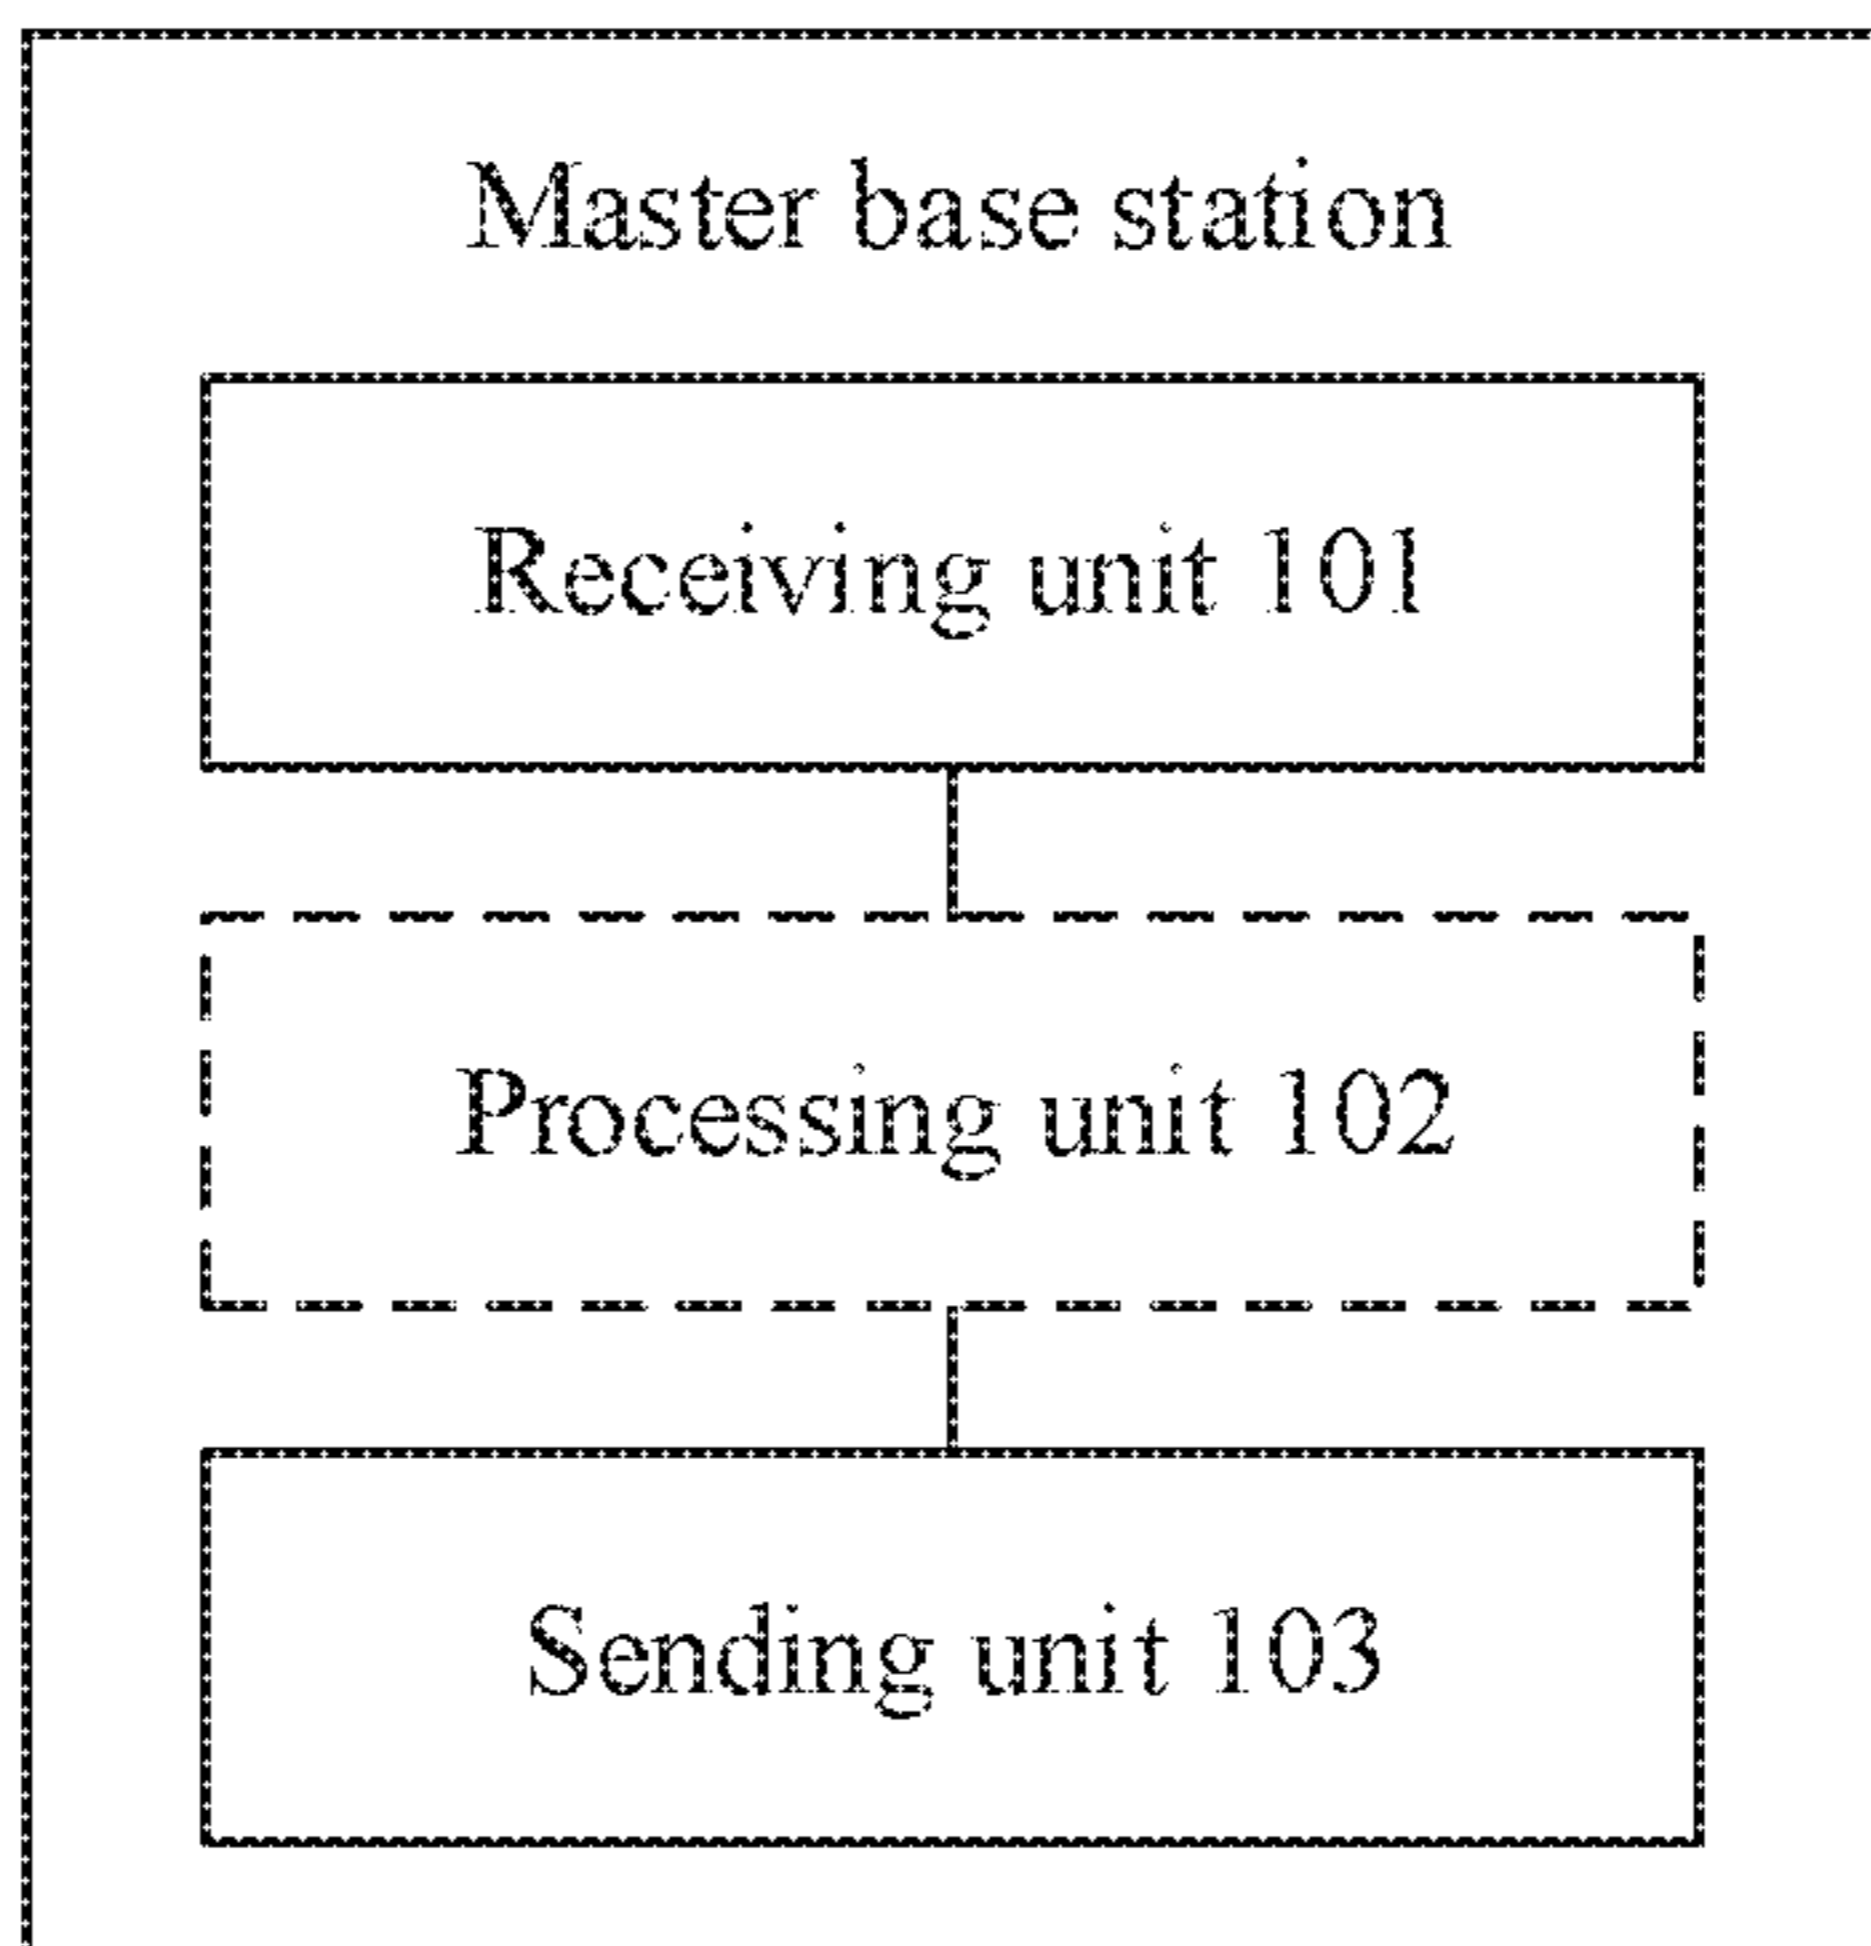 Master base station
Receiving unit 101
Processing unit 102
Sending unit 103